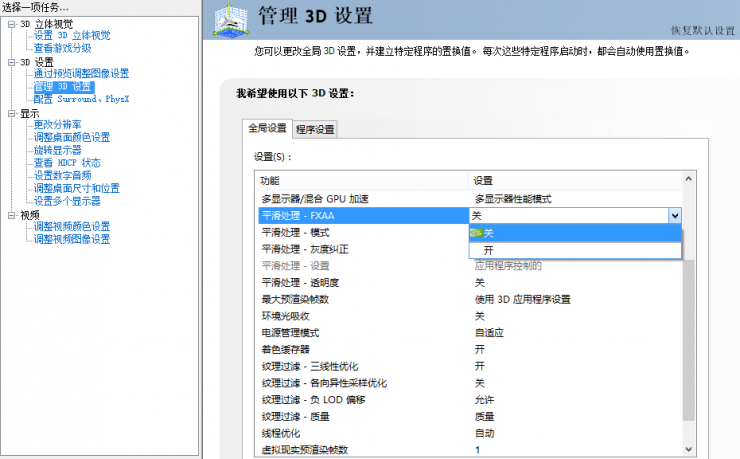 选择一项任务...
3D 立体视觉
设置 3D 立体视觉
查看游戏分级
3D 设置
通过预览调整图像设置
管理 3D 设置
配置 Surround、PhysX
显示
更改分辨率
调整桌面颜色设置
旋转显示器
查看 HDCP 状态
设置数字音频
调整桌面尺寸和位置
设置多个显示器
视频
调整视频颜色设置
调整视频图像设置
管理 3D 设置
恢复默认设置
您可以更改全局 3D 设置，并建立特定程序的置换值。 每次这些特定程序启动时，都会自动使用置换值。
我希望使用以下 3D 设置：
全局设置 程序设置
设置(S)：
功能 设置
多显示器/混合 GPU 加速 多显示器性能模式
平滑处理 - FXAA 关
平滑处理 - 模式 关
平滑处理 - 灰度纠正 开
平滑处理 - 设置 应用程序控制的
平滑处理 - 透明度 关
最大预渲染帧数 使用 3D 应用程序设置
环境光吸收 关
电源管理模式 自适应
着色缓存器 开
纹理过滤 - 三线性优化 开
纹理过滤 - 各向异性采样优化 关
纹理过滤 - 负 LOD 偏移 允许
纹理过滤 - 质量 质量
线程优化 自动
虚拟现实预渲染帧数 1